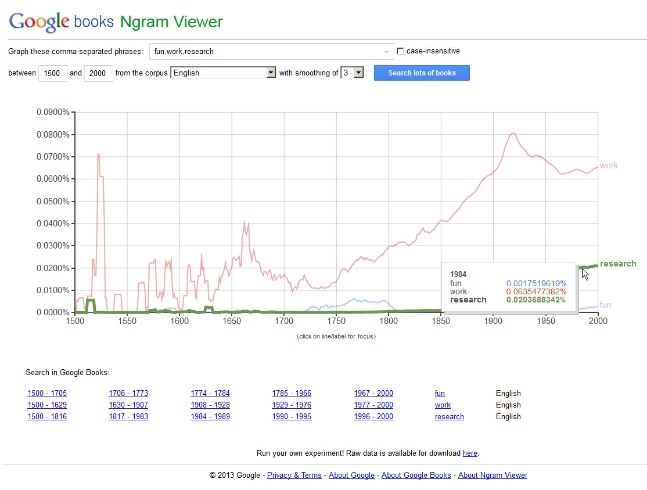 Google books Ngram Viewer
Graph these comma-separated phrases: fun,work,research case-insensitive
between 1500 and 2000 from the corpus English with smoothing of 3 Search lots of books
0.0900%
0.0800%
0.0700%
0.0600%
0.0500%
0.0400%
0.0300%
0.0200%
0.0100%
0.0000%
work
research
fun
1984
fun 0.0017519619%
work 0.0635477362%
research 0.0203688342%
1500 1550 1600 1650 1700 1750 1800 1850 1900 1950 2000
(click on line/label for focus)
Search in Google Books:
1500 - 1705 1706 - 1773 1774 - 1784 1785 - 1966 1967 - 2000 fun English
1500 - 1629 1630 - 1907 1908 - 1928 1929 - 1976 1977 - 2000 work English
1500 - 1816 1817 - 1983 1984 - 1989 1990 - 1995 1996 - 2000 research English
Run your own experiment! Raw data is available for download here.
© 2013 Google - Privacy & Terms - About Google - About Google Books - About Ngram Viewer